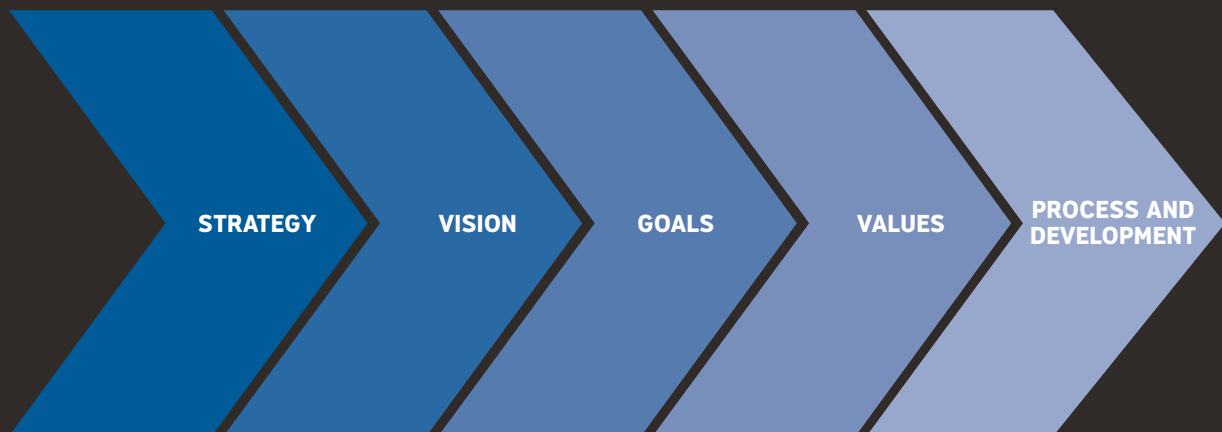 STRATEGY
VISION
GOALS
VALUES
PROCESS AND
DEVELOPMENT